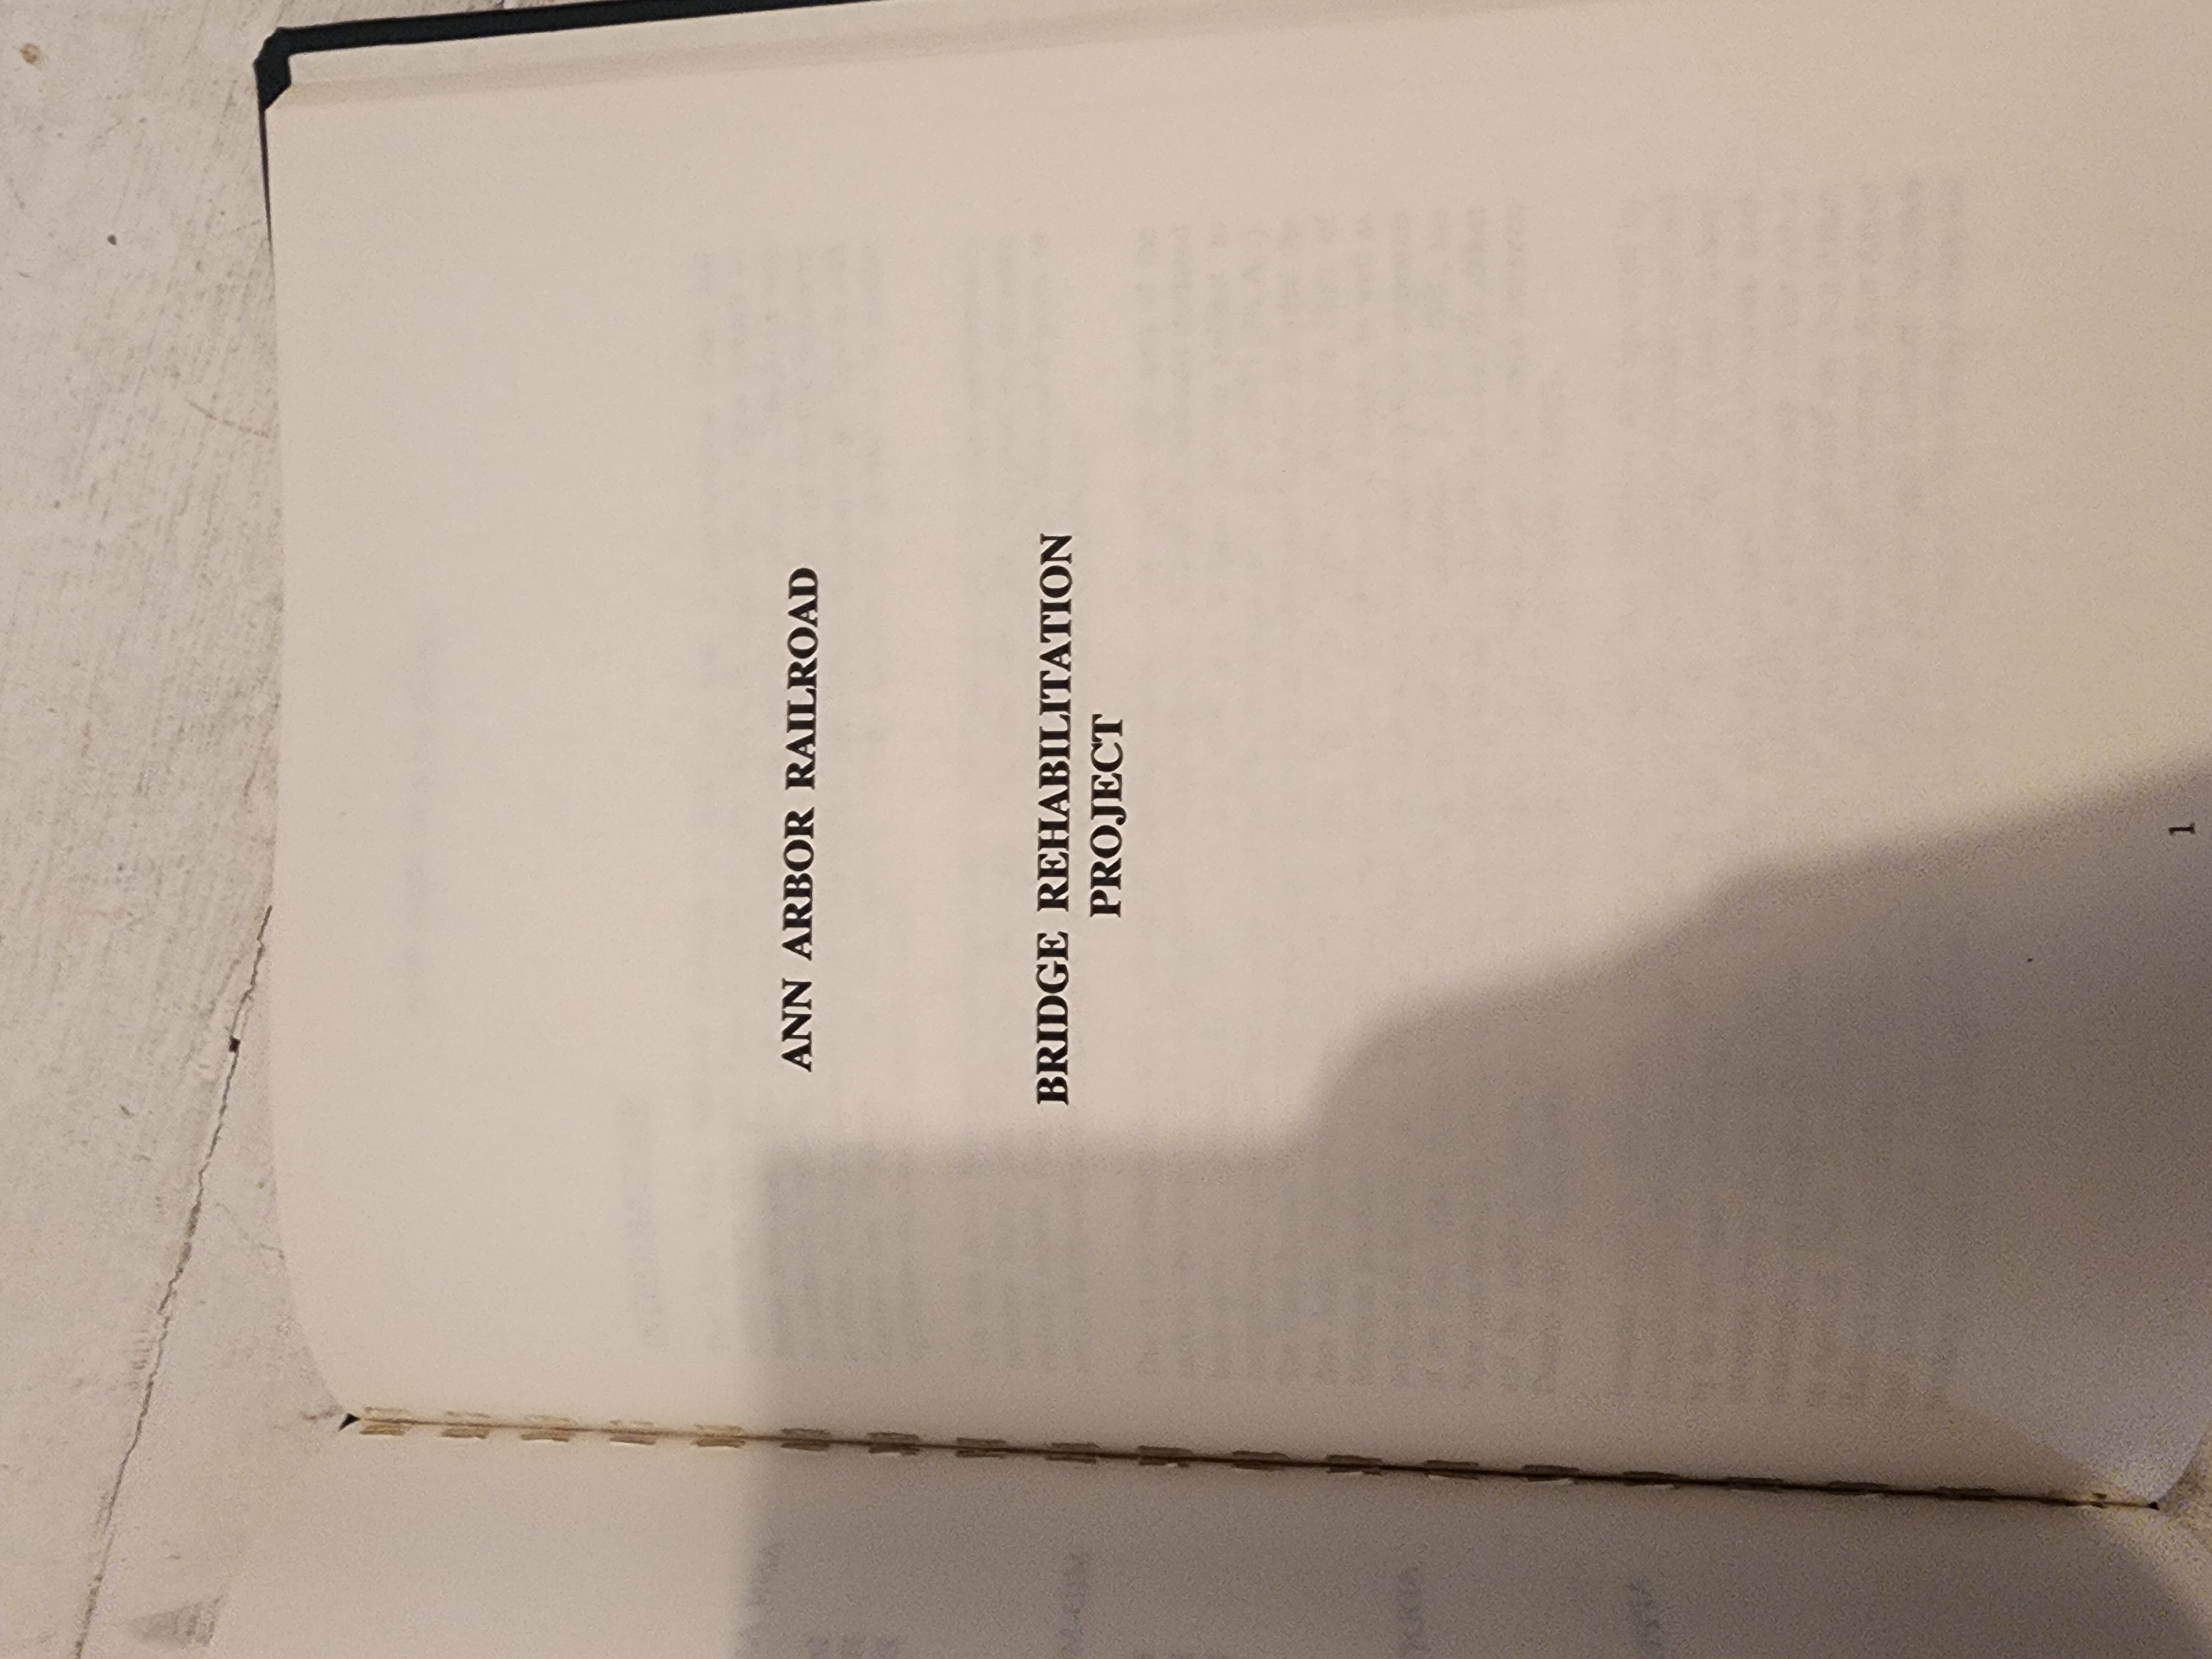 ANN ARBOR RAILROAD
BRIDGE REHABILITATION
PROJECT
1